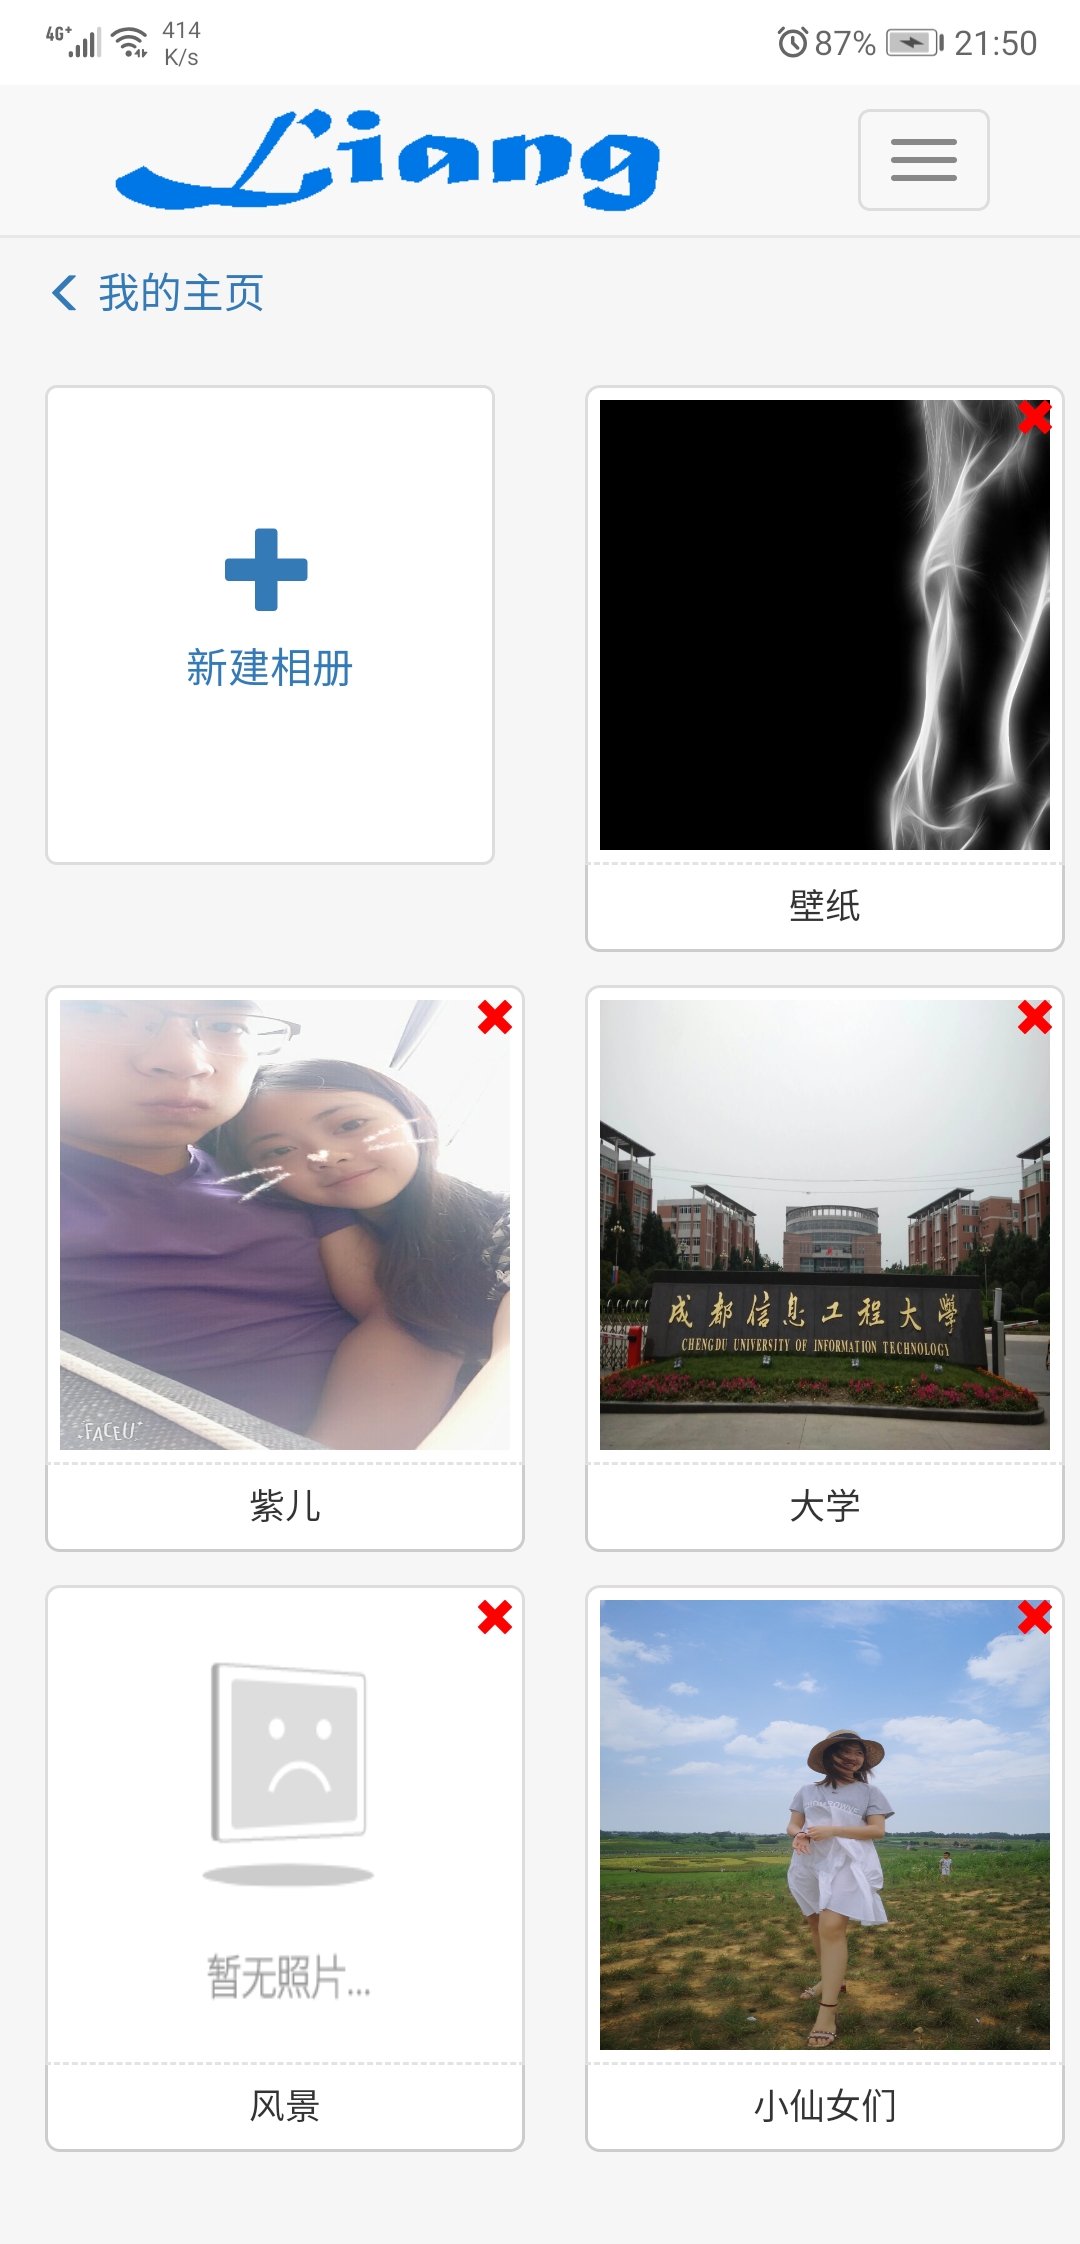 4G+
414
K/s
87%
21:50
Liang
我的主页
新建相册
壁纸
FACEU
成都信息工程大學
CHENGDU UNIVERSITY OF INFORMATION TECHNOLOGY
紫儿
大学
暂无照片...
风景
小仙女们